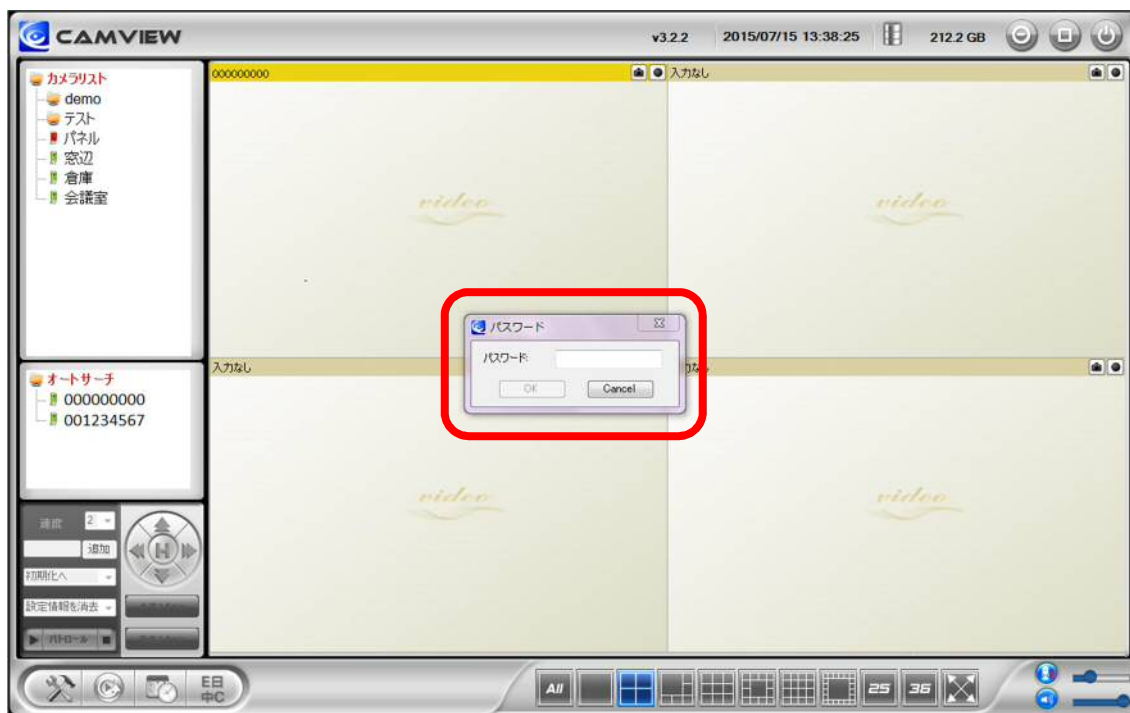 CAMVIEW
v3.2.2 2015/07/15 13:38:25 212.2 GB
カメラリスト
demo
テスト
パネル
窓辺
倉庫
会議室
000000000
入力なし
video
video
パスワード
パスワード:
OK Cancel
オートサーチ
000000000
001234567
入力なし
video
video
速度 2
追加
初期化へ
設定情報を消去
パトロール
H
E日
中C
All
25 36